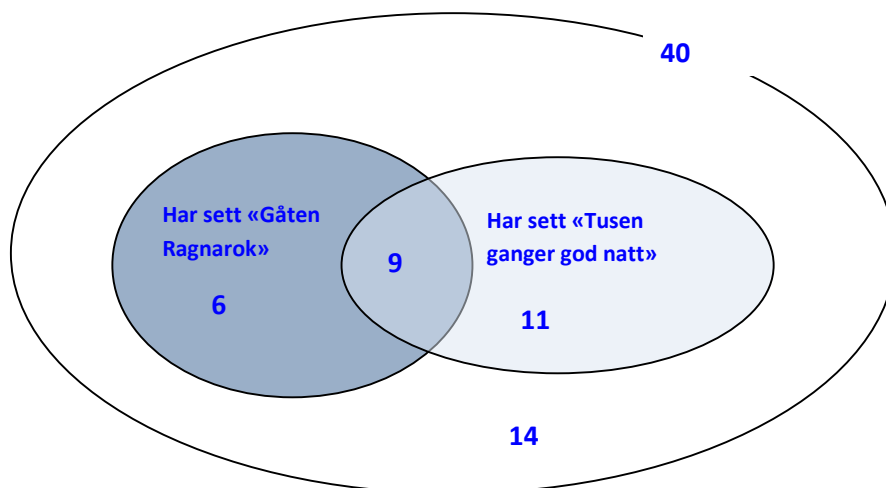 40
Har sett «Gåten
Ragnarok»
6
9
Har sett «Tusen
ganger god natt»
11
14